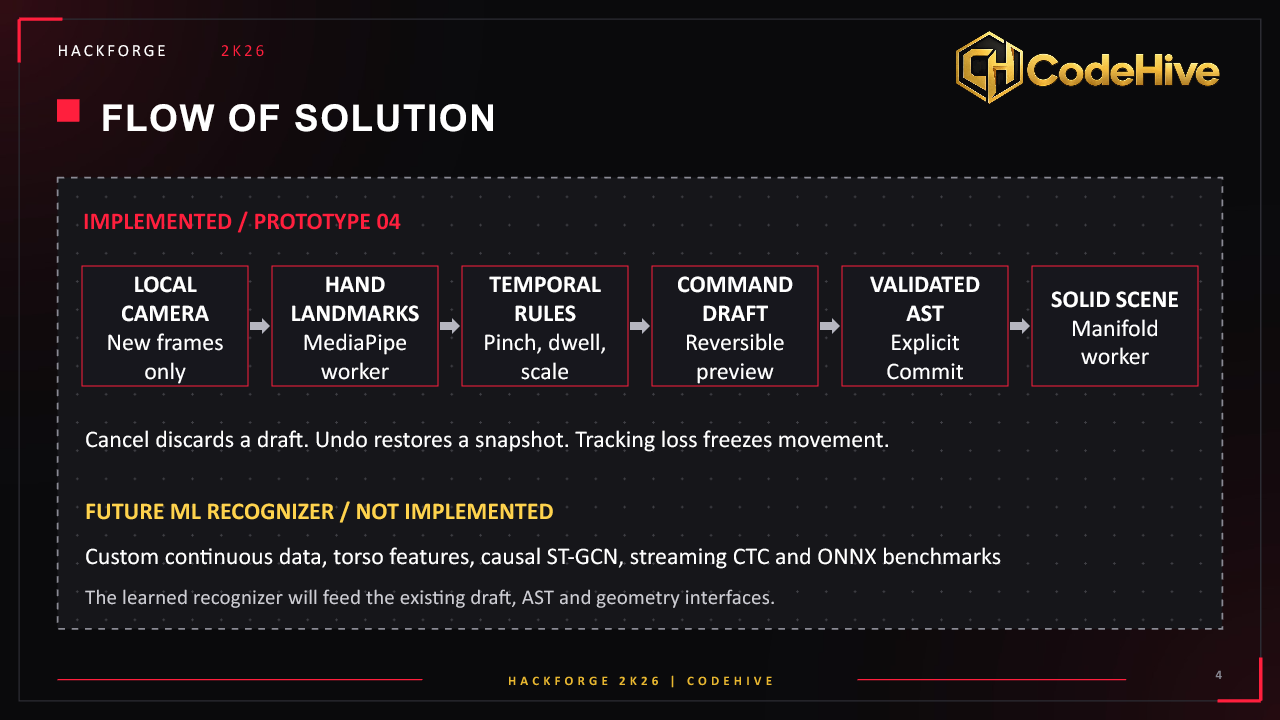 HACKFORGE 2K26
CH CodeHive
FLOW OF SOLUTION
IMPLEMENTED / PROTOTYPE 04
LOCAL
CAMERA
New frames
only
HAND
LANDMARKS
MediaPipe
worker
TEMPORAL
RULES
Pinch, dwell,
scale
COMMAND
DRAFT
Reversible
preview
VALIDATED
AST
Explicit
Commit
SOLID SCENE
Manifold
worker
Cancel discards a draft. Undo restores a snapshot. Tracking loss freezes movement.
FUTURE ML RECOGNIZER / NOT IMPLEMENTED
Custom continuous data, torso features, causal ST-GCN, streaming CTC and ONNX benchmarks
The learned recognizer will feed the existing draft, AST and geometry interfaces.
HACKFORGE 2K26 | CODEHIVE
4